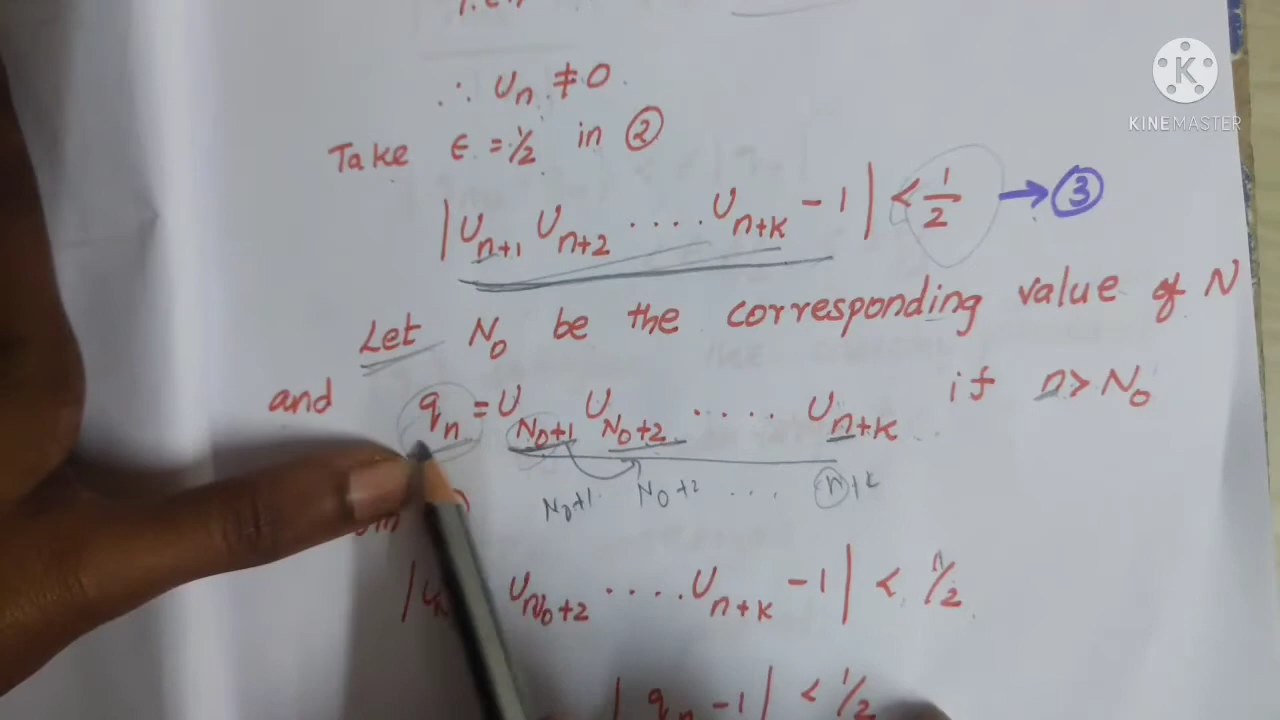 ∴ Un ≠ 0
Take ε = 1/2 in ②
|Un+1 Un+2 .... Un+k - 1| < 1/2 → ③
Let N0 be the corresponding value of N
and qn = UN0+1 UN0+2 ..... Un+k if n > N0
N0+1 N0+2 ... n+k
UN0+2 ..... Un+k - 1| < 1/2
|qn - 1| < 1/2
K
KINEMASTER